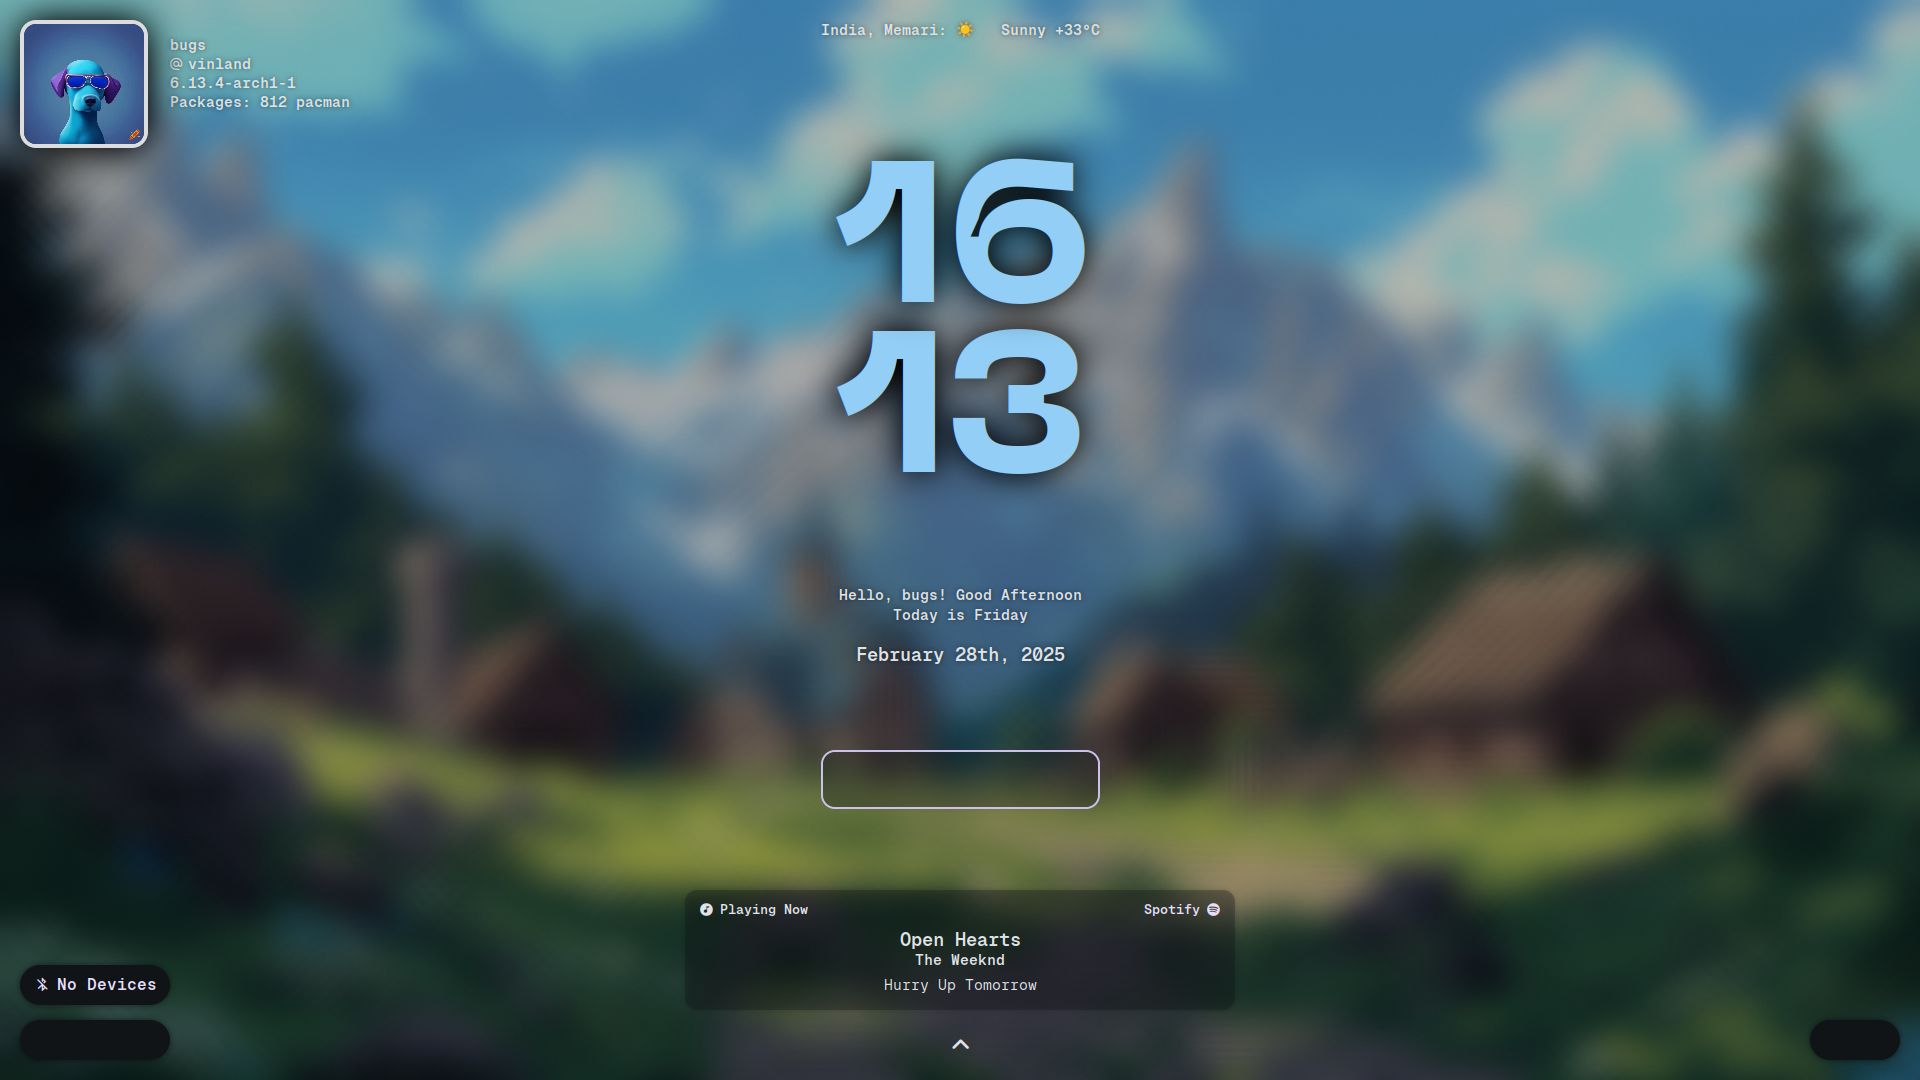 bugs
@ vinland
6.13.4-arch1-1
Packages: 812 pacman
India, Memari: ☀️ Sunny +33°C
16
13
Hello, bugs! Good Afternoon
Today is Friday
February 28th, 2025
Playing Now
Spotify
Open Hearts
The Weeknd
Hurry Up Tomorrow
No Devices